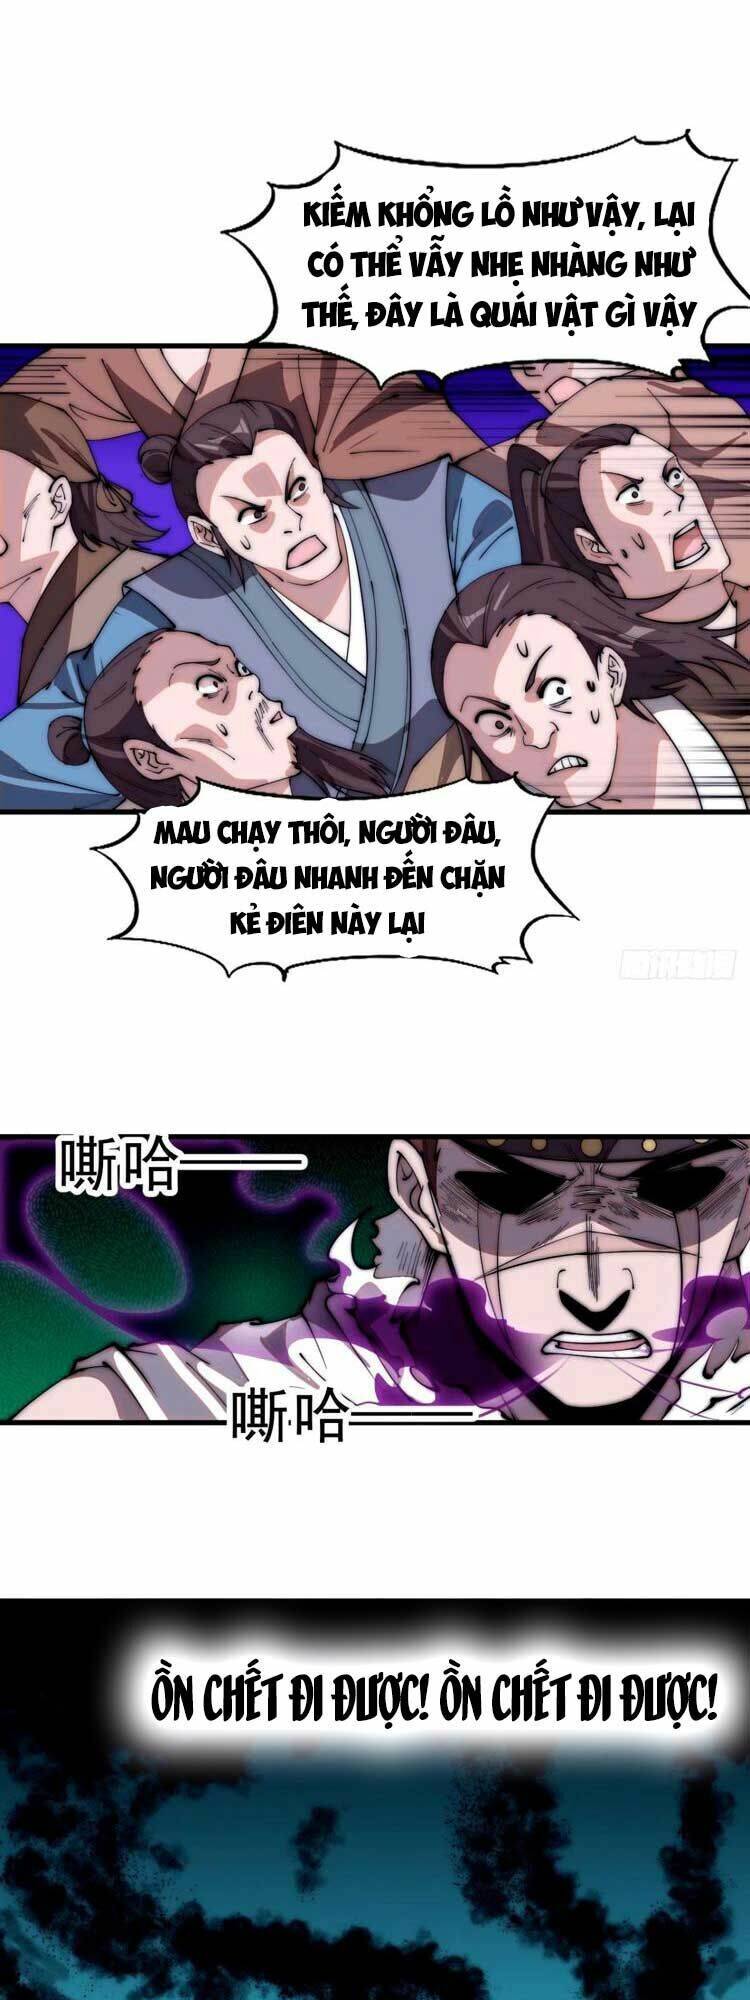 KIẾM KHỔNG LỒ NHƯ VẬY, LẠI
CÓ THỂ VẪY NHẸ NHÀNG NHƯ
THẾ, ĐÂY LÀ QUÁI VẬT GÌ VẬY
MAU CHẠY THÔI, NGƯỜI ĐÂU,
NGƯỜI ĐÂU NHANH ĐẾN CHẶN
KẺ ĐIÊN NÀY LẠI
嘶哈——
嘶哈——
ỒN CHẾT ĐI ĐƯỢC! ỒN CHẾT ĐI ĐƯỢC!